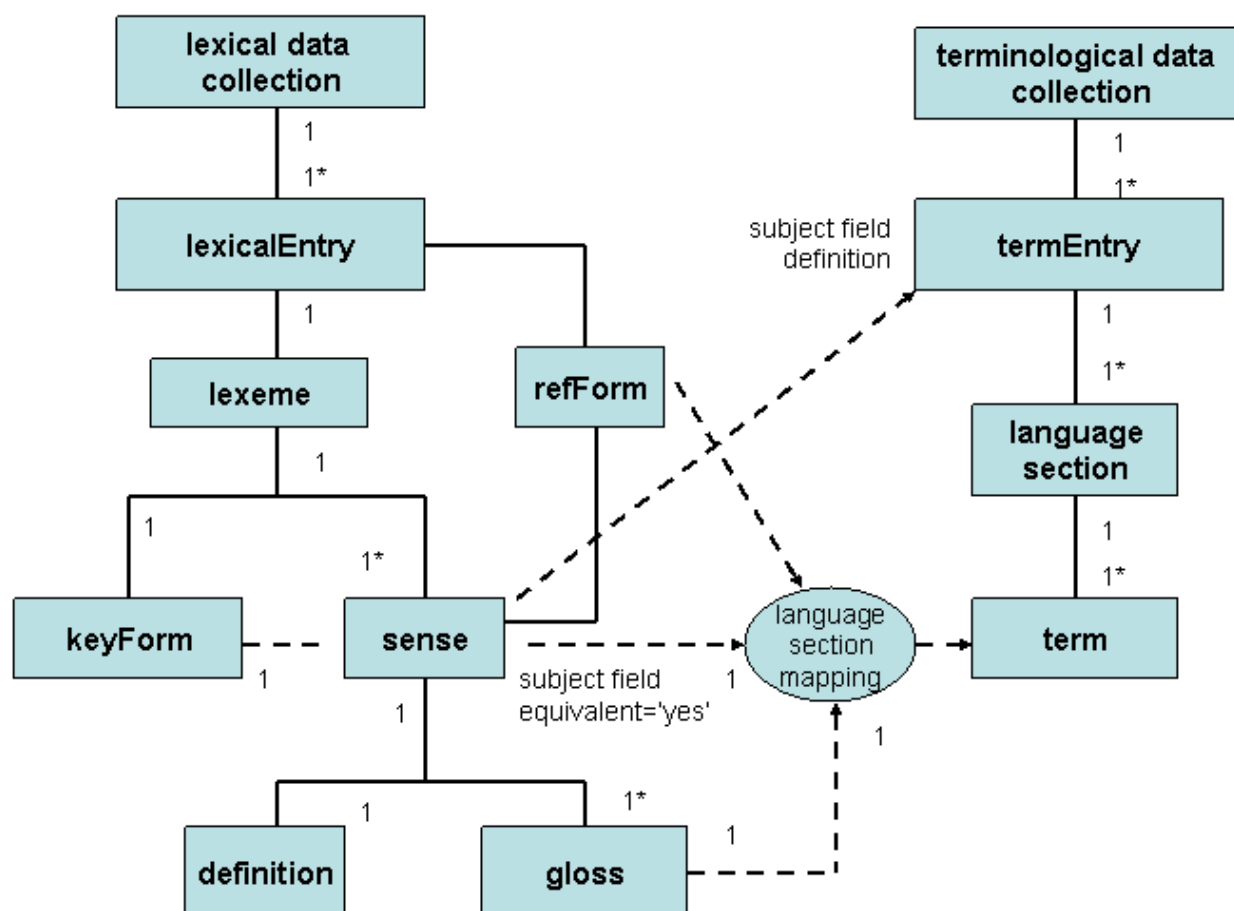 lexical data
collection
terminological data
collection
1
1*
1
1*
lexicalEntry
subject field
definition
termEntry
1
1
1*
lexeme
refForm
language
section
1
1
1*
1
1*
keyForm
sense
language
section
mapping
term
1
subject field
equivalent='yes'
1
1
1
1
1*
1
definition
gloss